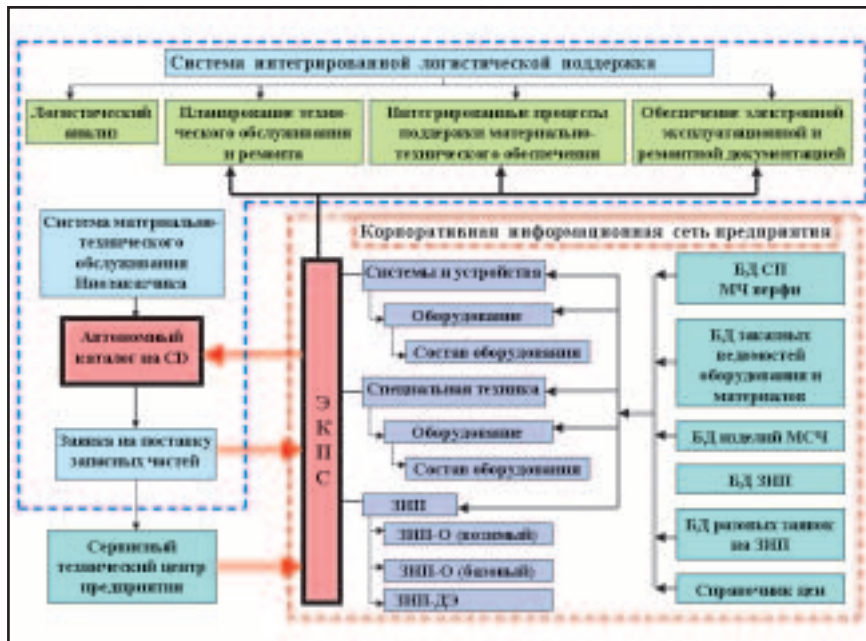 Система интегрированной логистической поддержка
Логистический
анализ
Планирование техни-
ческого обслуживания
и ремонта
Интегрированные процессы
поддержки материально-
технического обеспечения
Обеспечение электронной
эксплуатационной и
ремонтной документацией
Система материально-
технического
обслуживания
Инозаказчика
Автономный
каталог на CD
Заявка на поставку
запасных частей
Сервисный
технический центр
предприятия
Корпоративная информационная сеть предприятия
ЭКПС
Системы и устройства
Оборудование
Состав оборудования
Специальная техника
Оборудование
Состав оборудования
ЗИП
ЗИП-О (возимый)
ЗИП-О (базовый)
ЗИП-ДЭ
БД СП
МЧ верфи
БД заказных
ведомостей
оборудования и
материалов
БД изделий МСЧ
БД ЗИП
БД разовых заявок
на ЗИП
Справочник цен